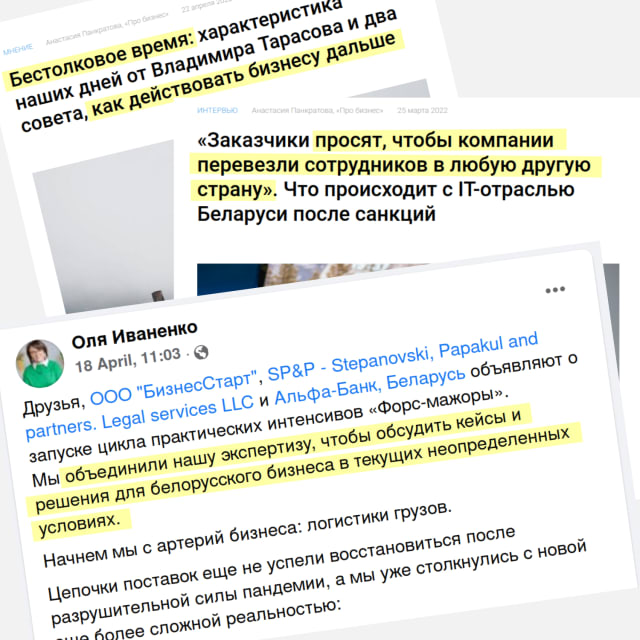 МНЕНИЕ Анастасия Панкратова, «Про бизнес» 22 апреля
Бестолковое время: характеристика
наших дней от Владимира Тарасова и два
совета, как действовать бизнесу дальше
ИНТЕРВЬЮ Анастасия Панкратова, «Про бизнес» 25 марта 2022
«Заказчики просят, чтобы компании
перевезли сотрудников в любую другую
страну». Что происходит с IT-отраслью
Беларуси после санкций
Оля Иваненко
18 April, 11:03 ·
Друзья, ООО "БизнесСтарт", SP&P - Stepanovski, Papakul and
partners. Legal services LLC и Альфа-Банк, Беларусь объявляют о
запуске цикла практических интенсивов «Форс-мажоры».
Мы объединили нашу экспертизу, чтобы обсудить кейсы и
решения для белорусского бизнеса в текущих неопределенных
условиях.
Начнем мы с артерий бизнеса: логистики грузов.
Цепочки поставок еще не успели восстановиться после
разрушительной силы пандемии, а мы уже столкнулись с новой
еще более сложной реальностью: